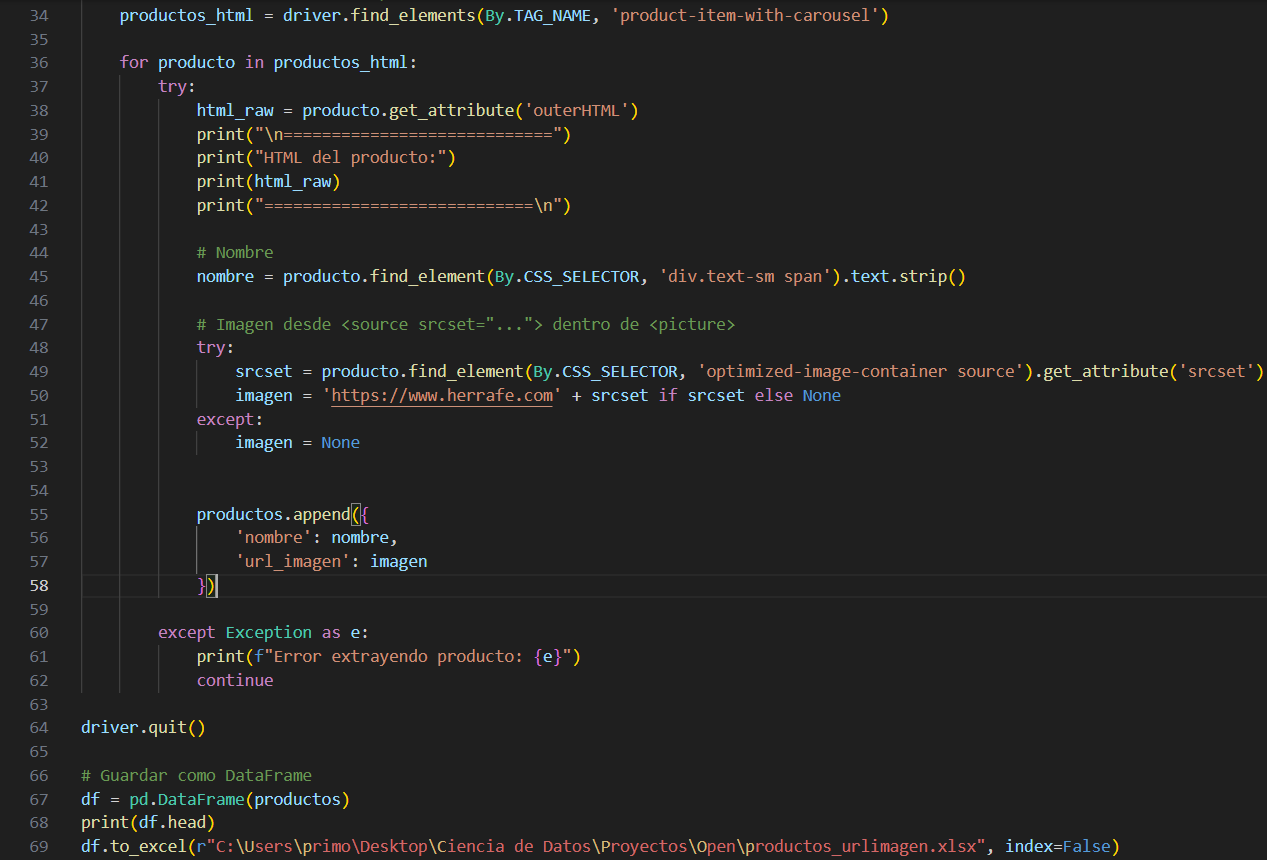 34 productos_html = driver.find_elements(By.TAG_NAME, 'product-item-with-carousel')
35
36 for producto in productos_html:
37 try:
38 html_raw = producto.get_attribute('outerHTML')
39 print("\n============================")
40 print("HTML del producto:")
41 print(html_raw)
42 print("============================\n")
43
44 # Nombre
45 nombre = producto.find_element(By.CSS_SELECTOR, 'div.text-sm span').text.strip()
46
47 # Imagen desde <source srcset="..."> dentro de <picture>
48 try:
49 srcset = producto.find_element(By.CSS_SELECTOR, 'optimized-image-container source').get_attribute('srcset')
50 imagen = 'https://www.herrafe.com' + srcset if srcset else None
51 except:
52 imagen = None
53
54
55 productos.append({
56 'nombre': nombre,
57 'url_imagen': imagen
58 })
59
60 except Exception as e:
61 print(f"Error extrayendo producto: {e}")
62 continue
63
64 driver.quit()
65
66 # Guardar como DataFrame
67 df = pd.DataFrame(productos)
68 print(df.head)
69 df.to_excel(r"C:\Users\primo\Desktop\Ciencia de Datos\Proyectos\Open\productos_urlimagen.xlsx", index=False)